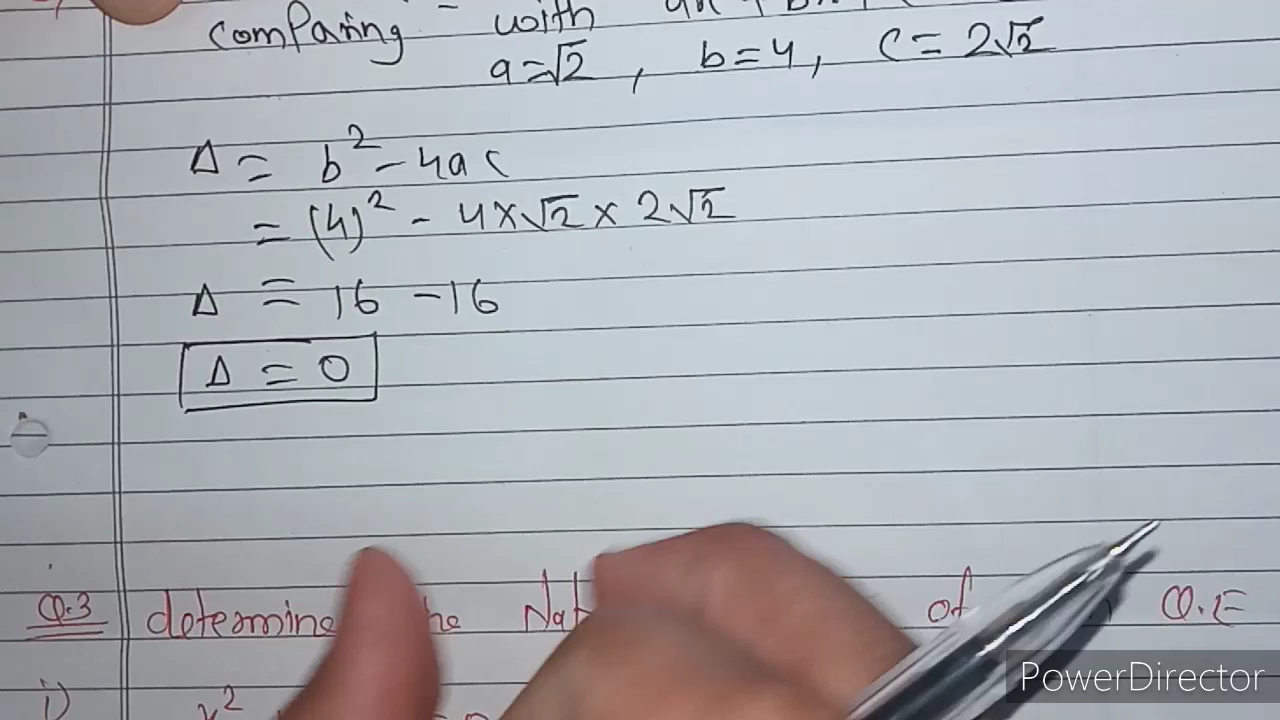 comparing with
a=√2 , b=4, c=2√2
Δ = b² - 4ac
= (4)² - 4×√2 × 2√2
Δ = 16 - 16
Δ = 0
Q.3 determine of Q.E
i) x²
PowerDirector